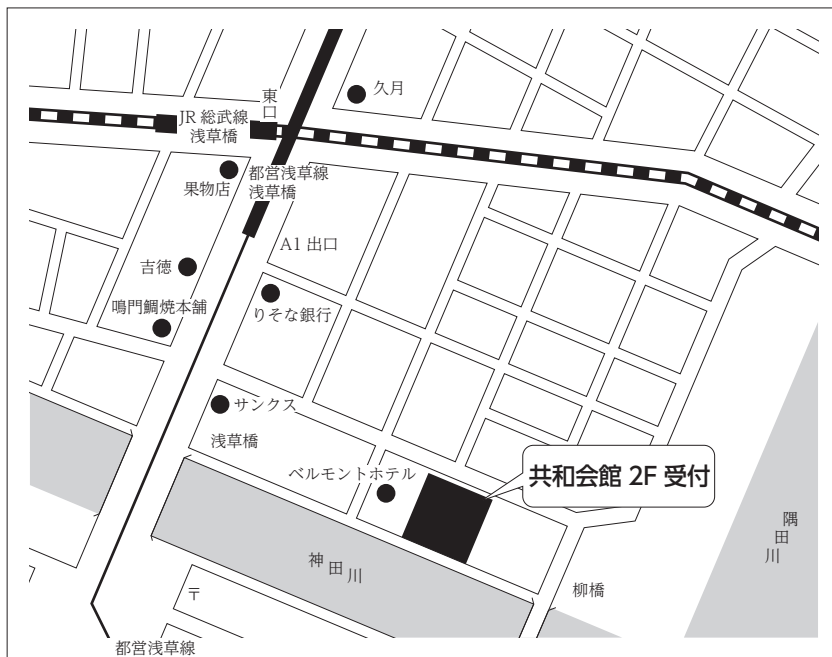 久月
東口
JR 総武線
浅草橋
果物店
都営浅草線
浅草橋
A1 出口
吉徳
りそな銀行
鳴門鯛焼本舗
サンクス
浅草橋
ベルモントホテル
共和会館 2F 受付
隅田川
神田川
柳橋
〒
都営浅草線